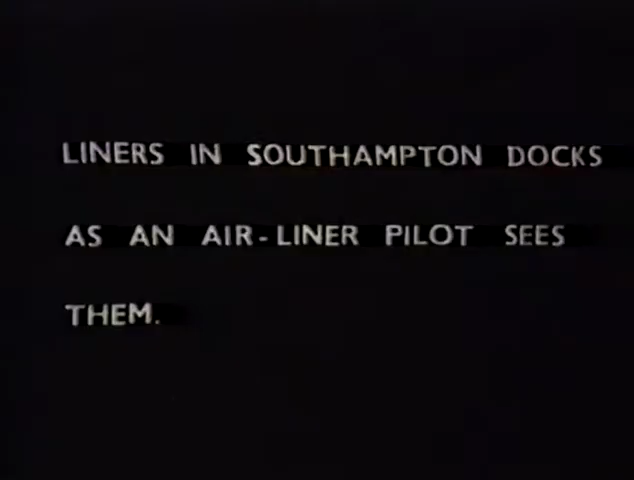 LINERS IN SOUTHAMPTON DOCKS
AS AN AIR-LINER PILOT SEES
THEM.